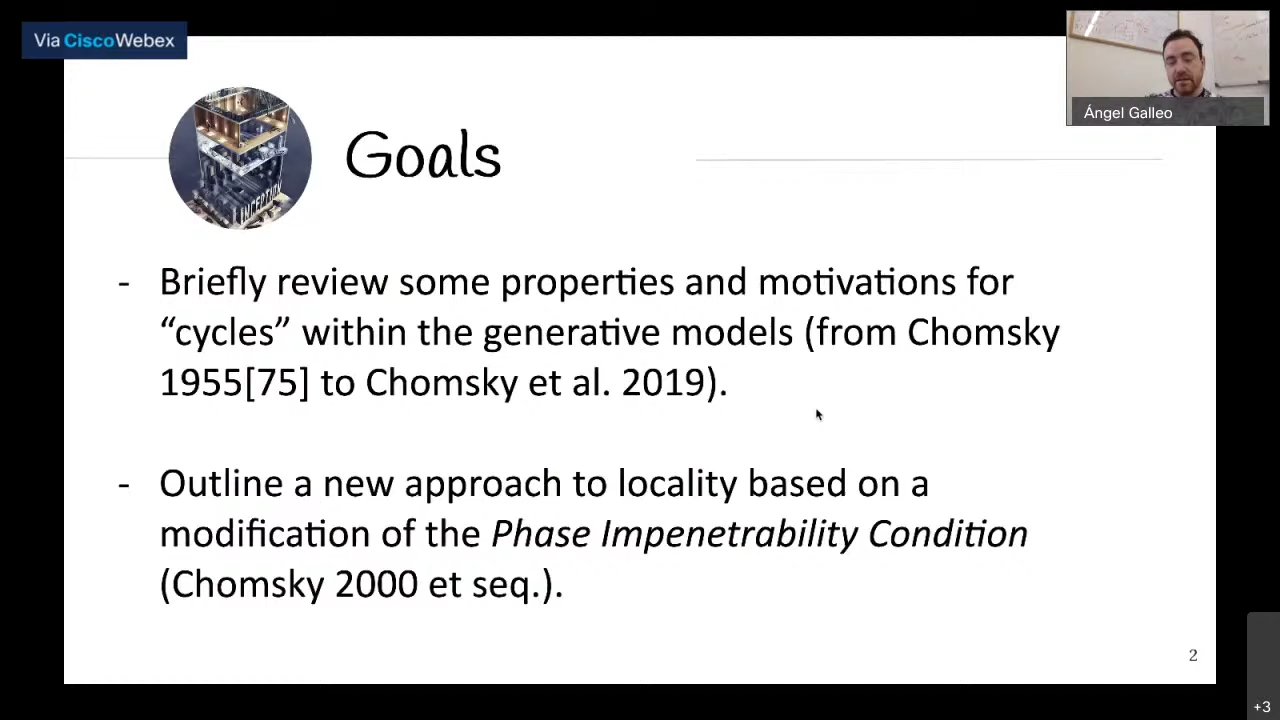 Via CiscoWebex
Ángel Galleo
INCEPTION
Goals
- Briefly review some properties and motivations for
“cycles” within the generative models (from Chomsky
1955[75] to Chomsky et al. 2019).
- Outline a new approach to locality based on a
modification of the Phase Impenetrability Condition
(Chomsky 2000 et seq.).
2
+3